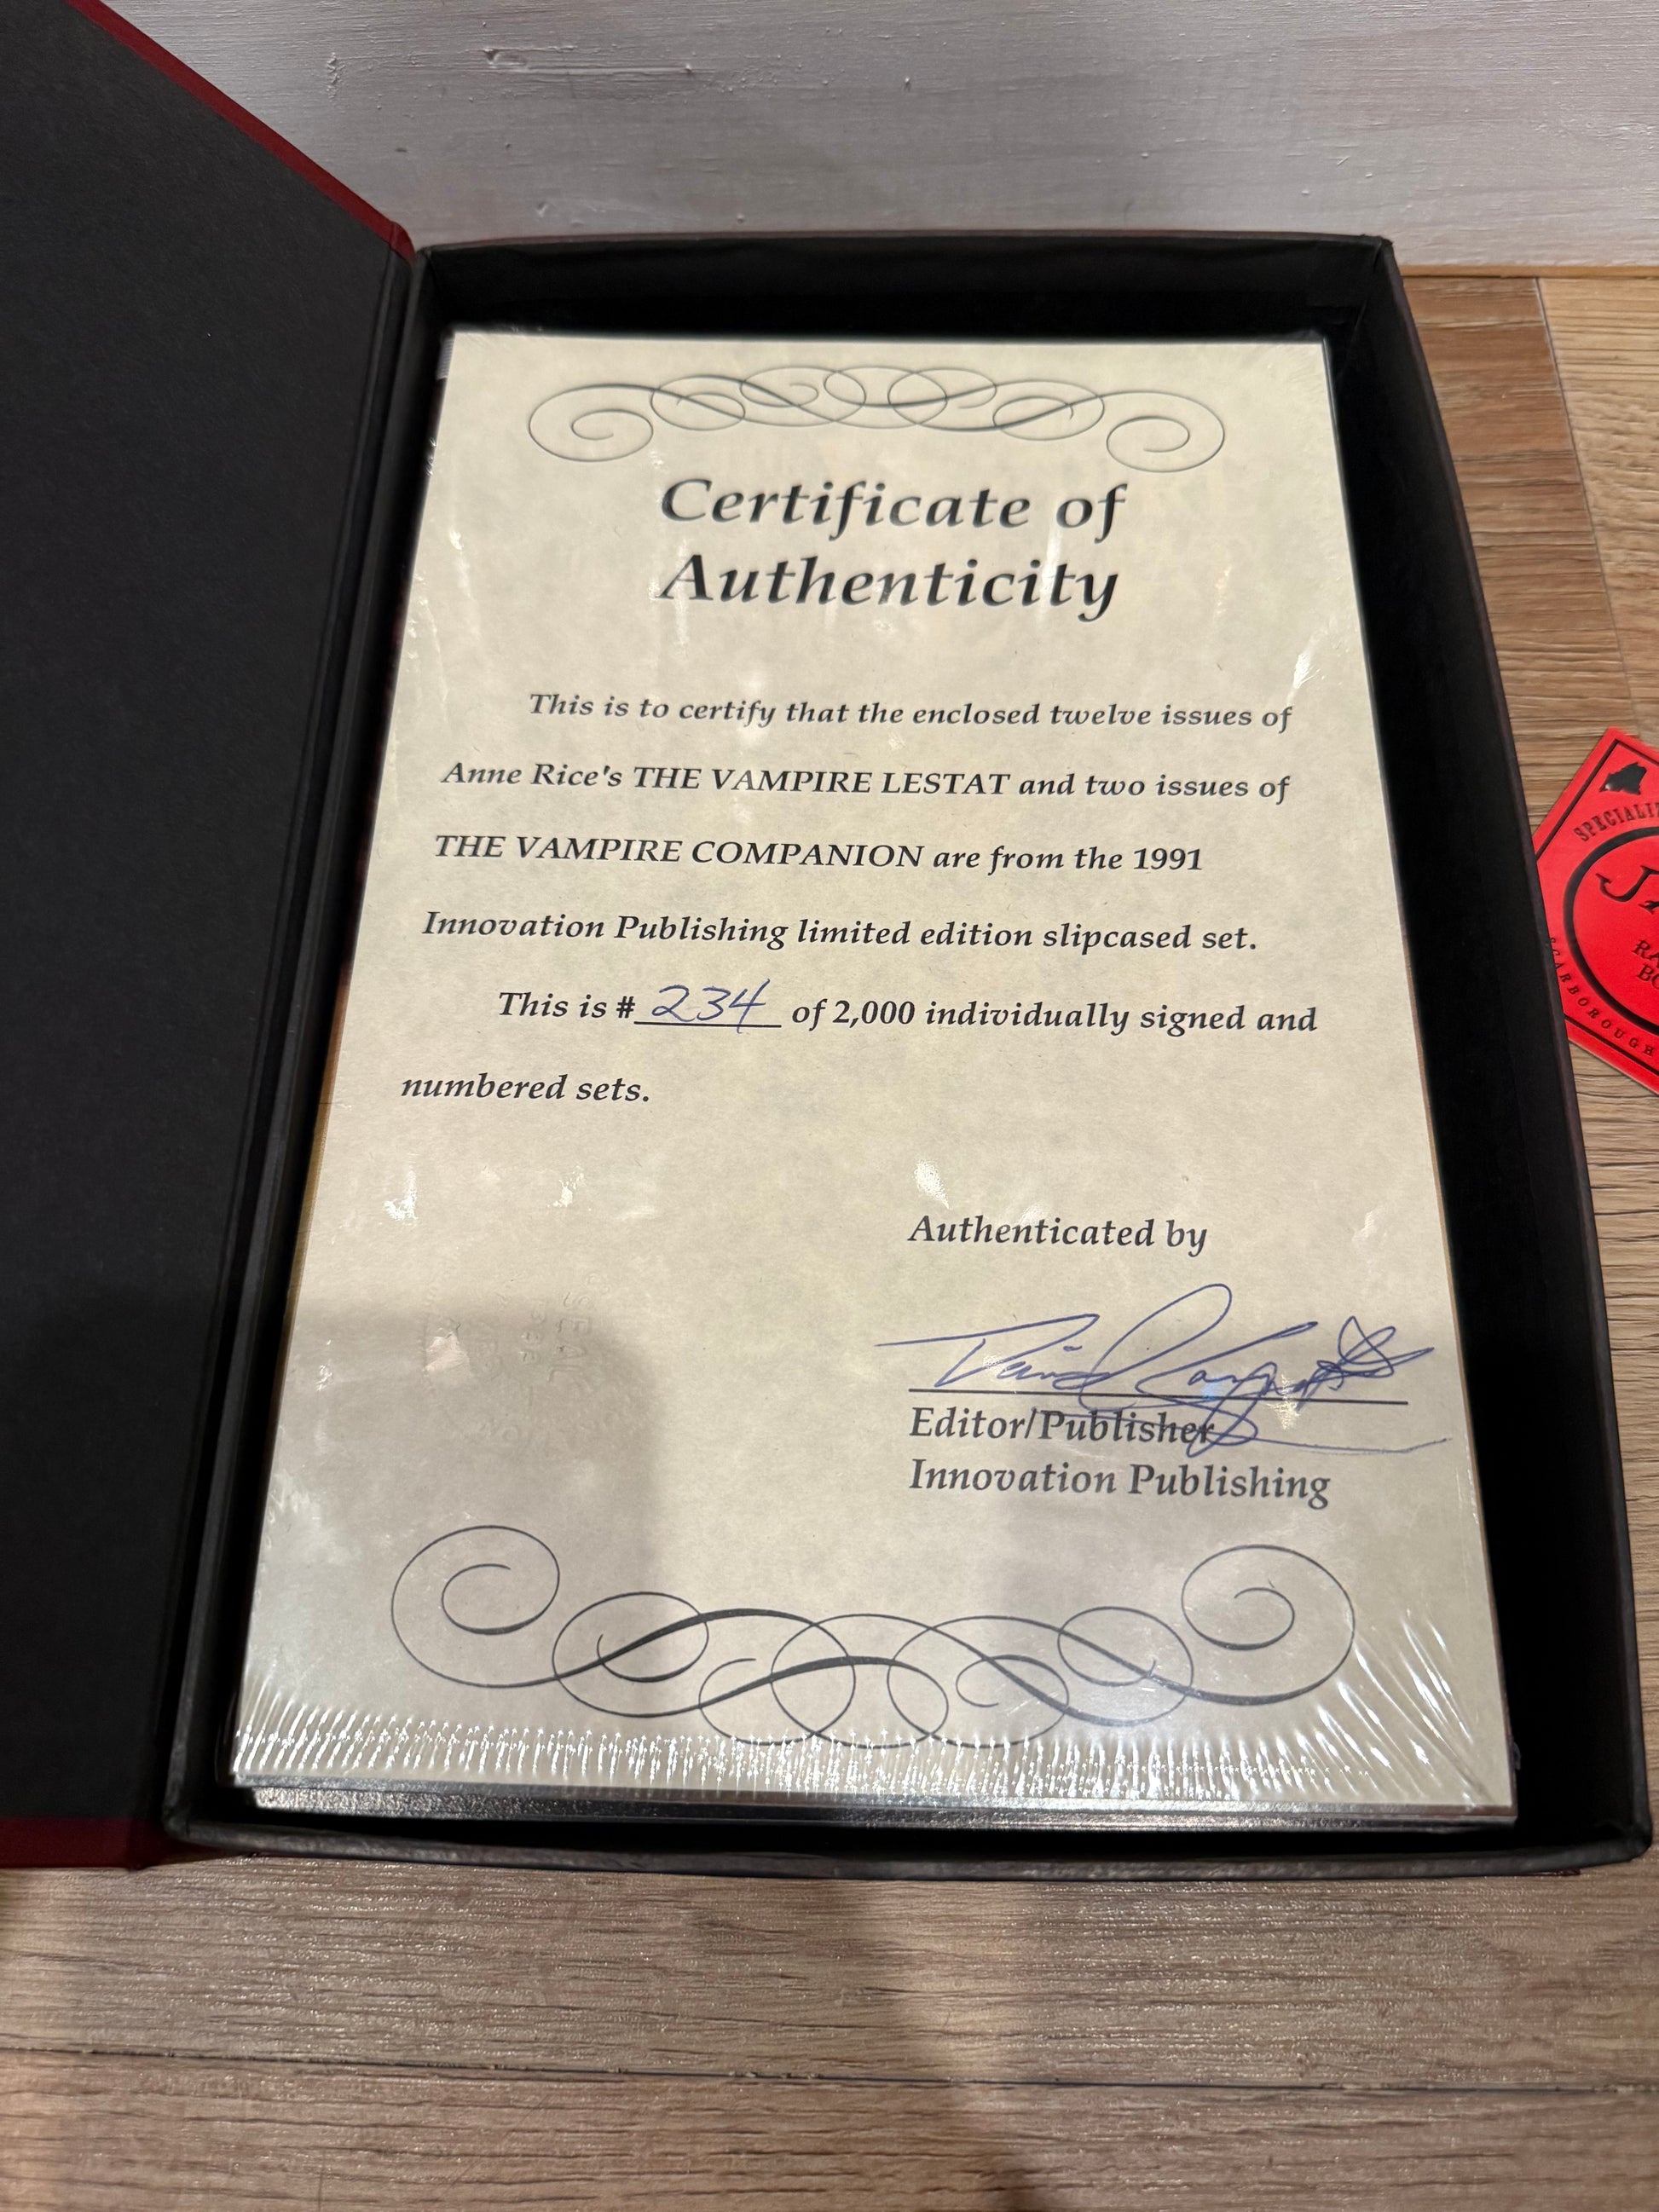 Certificate of
Authenticity
This is to certify that the enclosed twelve issues of
Anne Rice's THE VAMPIRE LESTAT and two issues of
THE VAMPIRE COMPANION are from the 1991
Innovation Publishing limited edition slipcased set.
This is # 234 of 2,000 individually signed and
numbered sets.
Authenticated by
David
Editor/Publisher
Innovation Publishing